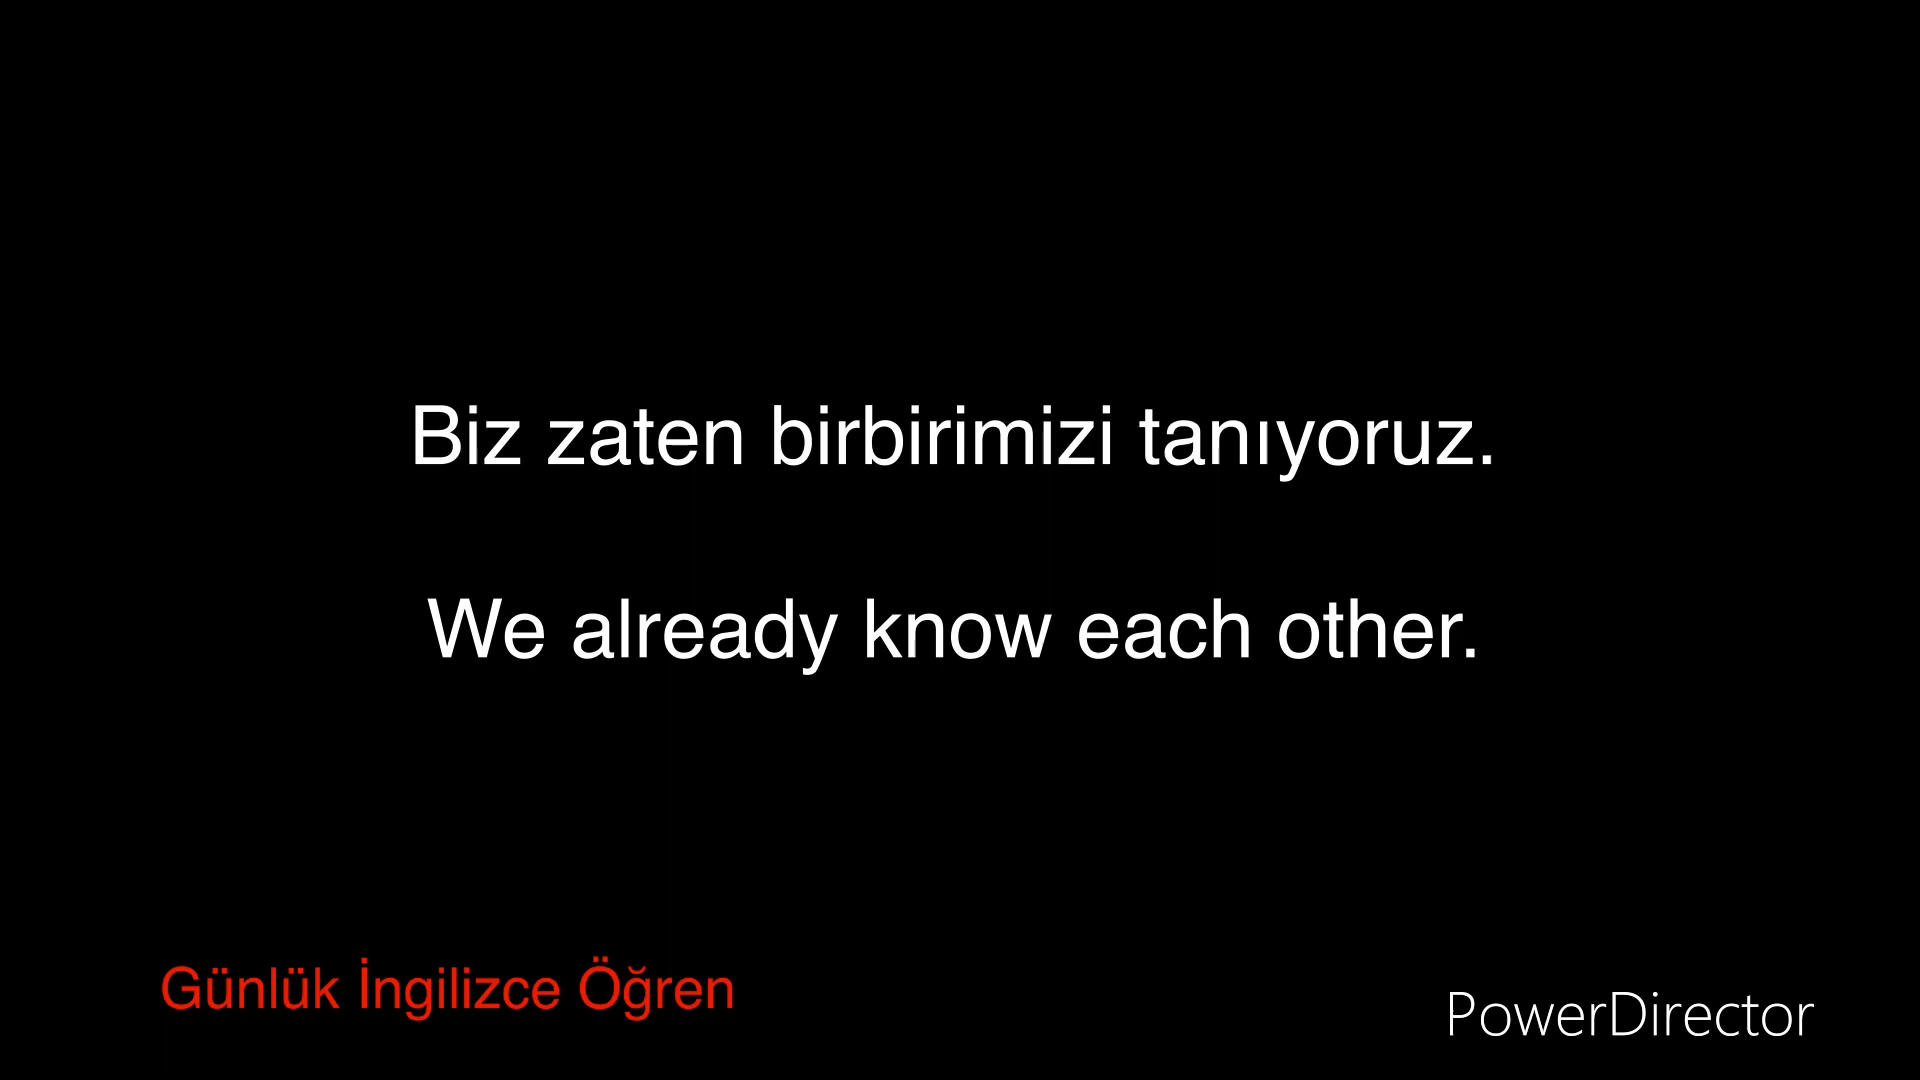 Biz zaten birbirimizi tanıyoruz.
We already know each other.
Günlük İngilizce Öğren
PowerDirector